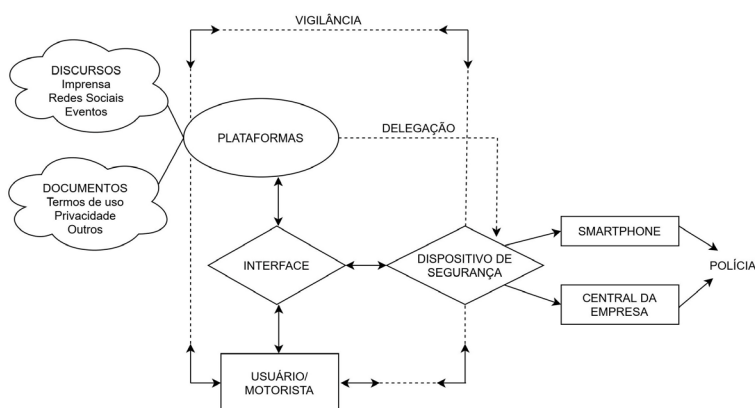 VIGILÂNCIA
DISCURSOS
Imprensa
Redes Sociais
Eventos
PLATAFORMAS
DELEGAÇÃO
DOCUMENTOS
Termos de uso
Privacidade
Outros
INTERFACE
DISPOSITIVO DE
SEGURANÇA
SMARTPHONE
POLÍCIA
CENTRAL DA
EMPRESA
USUÁRIO/
MOTORISTA